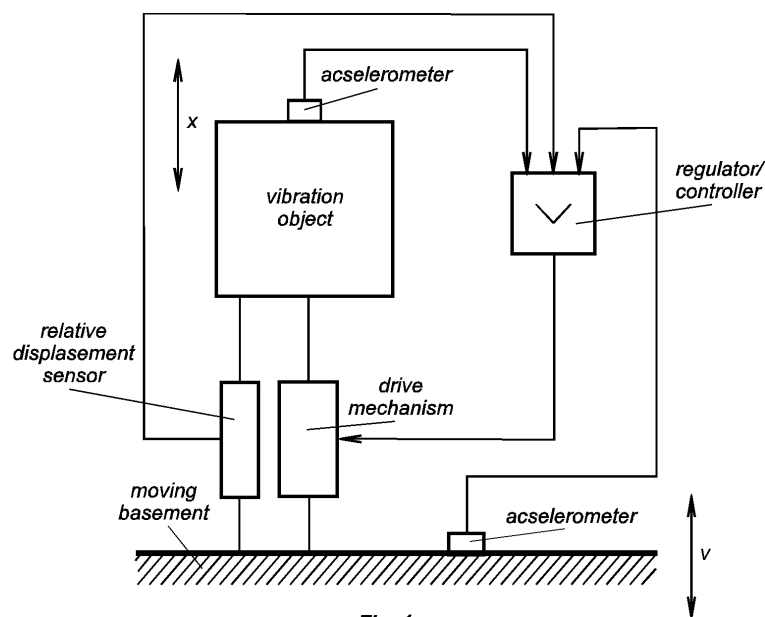 acselerometer
x
vibration
object
regulator/
controller
relative
displasement
sensor
drive
mechanism
moving
basement
acselerometer
v